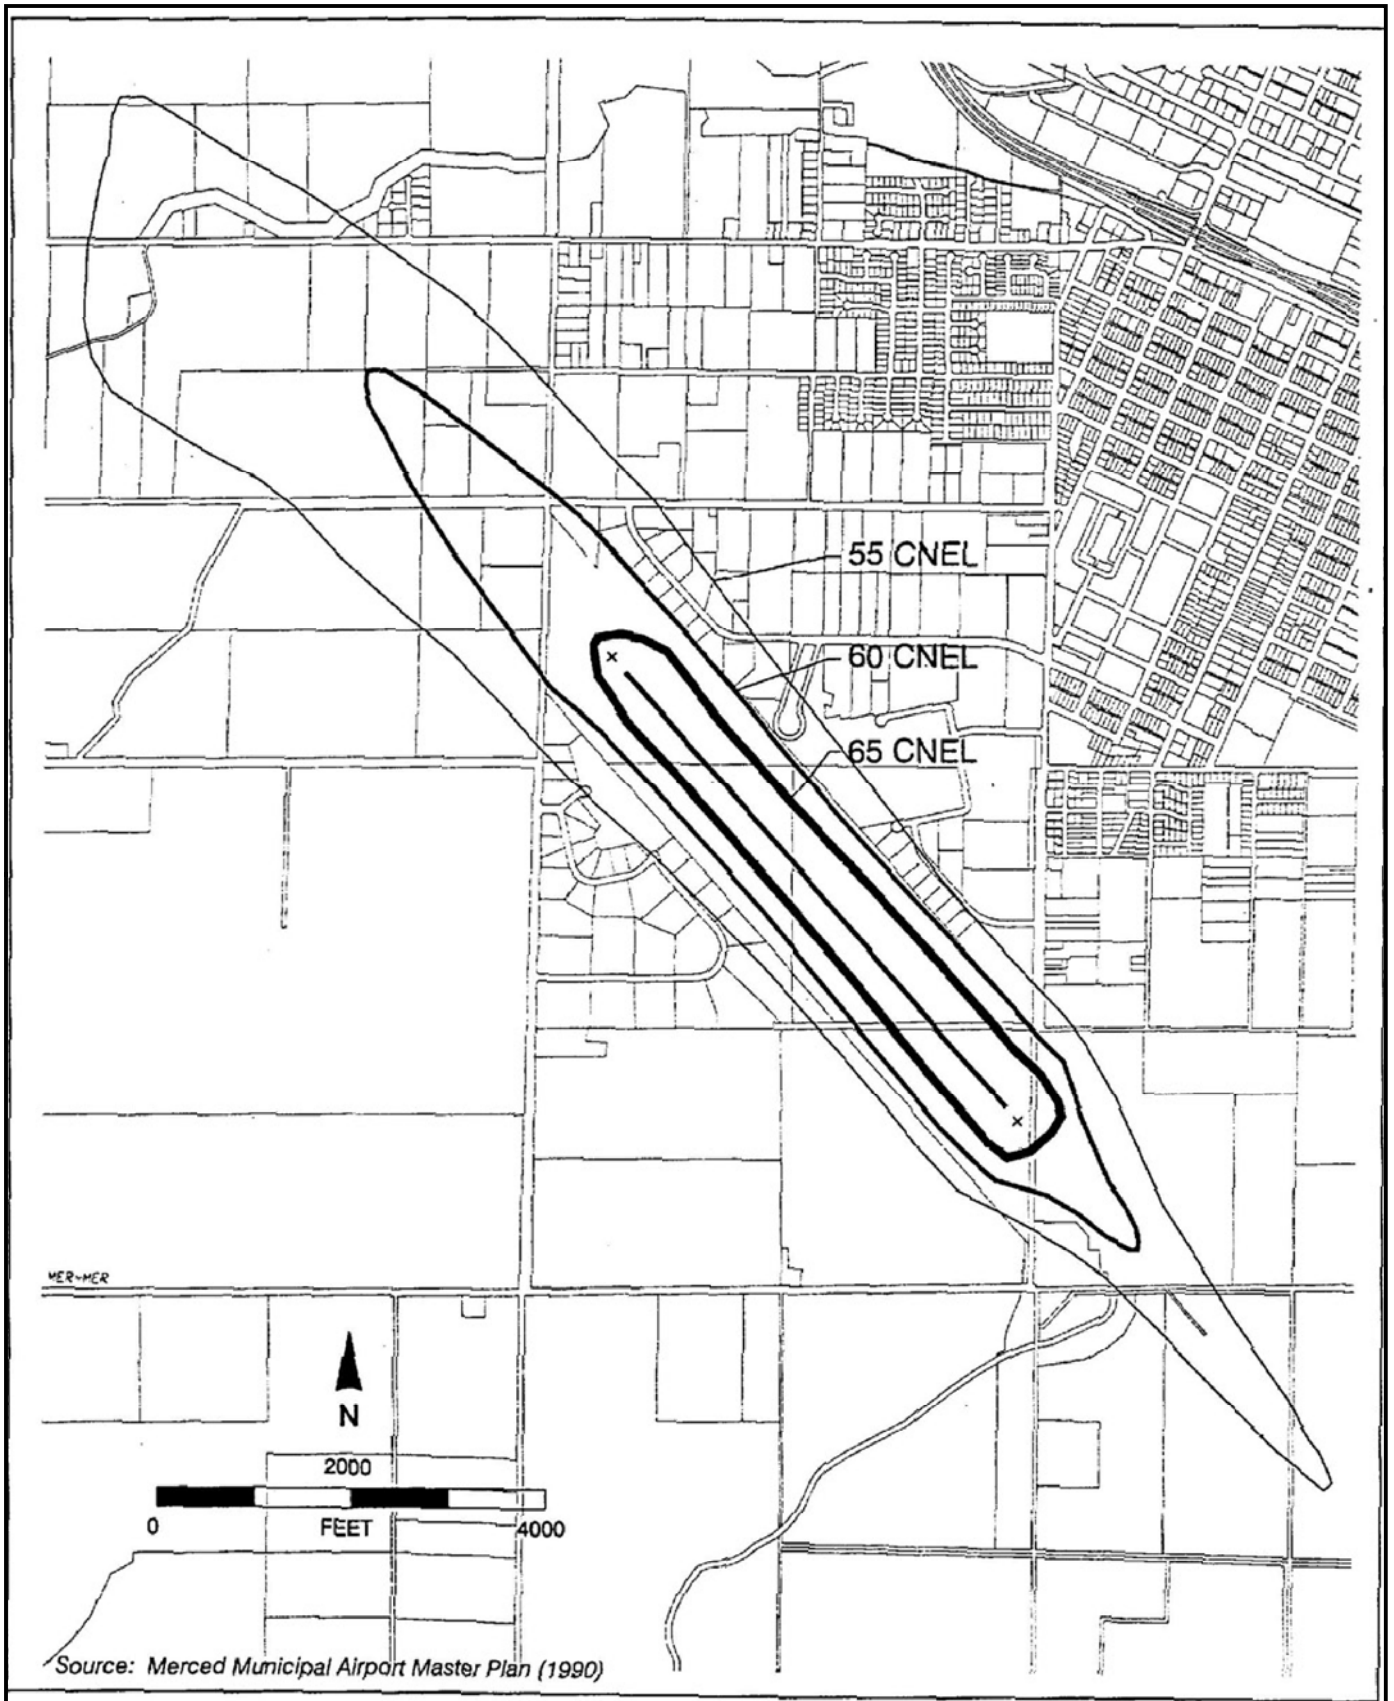 55 CNEL
60 CNEL
65 CNEL
MER-MER
N
2000
0 FEET 4000
Source: Merced Municipal Airport Master Plan (1990)